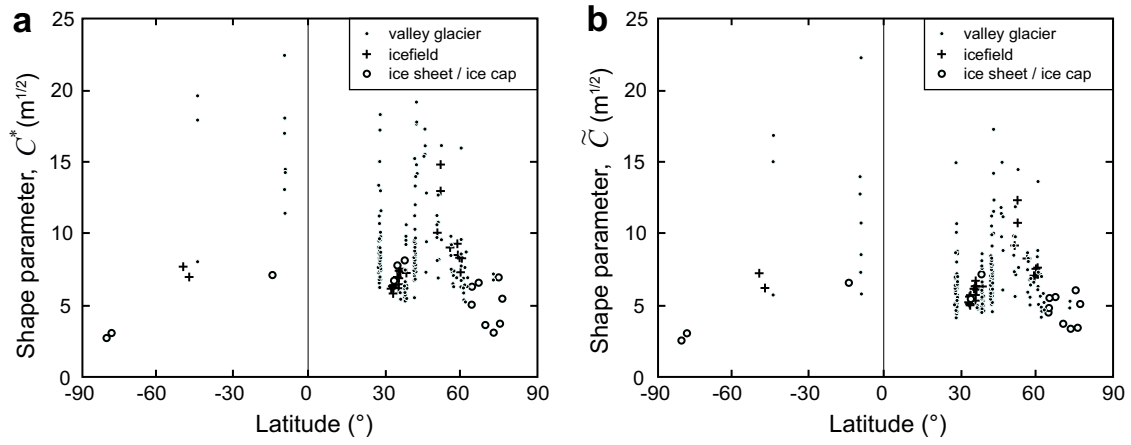 a
25
20
15
10
5
0
Shape parameter, C* (m1/2)
valley glacier
icefield
ice sheet / ice cap
-90
-60
-30
0
30
60
90
Latitude (°)
b
25
20
15
10
5
0
Shape parameter, C̃ (m1/2)
valley glacier
icefield
ice sheet / ice cap
-90
-60
-30
0
30
60
90
Latitude (°)